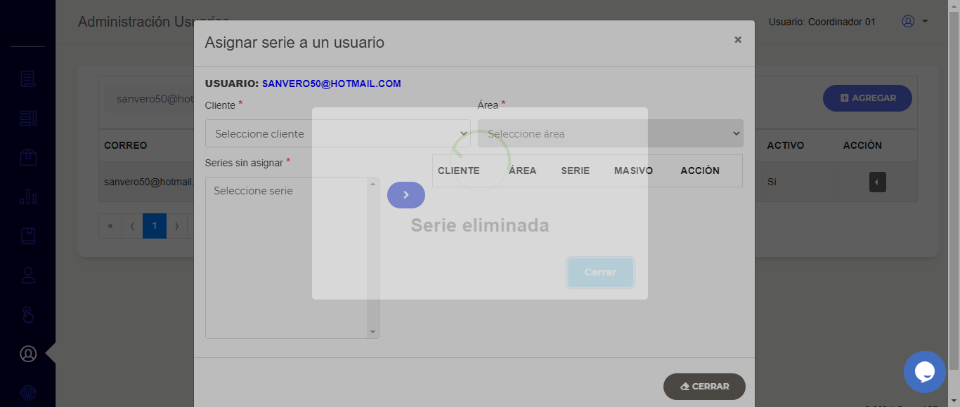 Administración Usuarios
Usuario: Coordinador 01
Asignar serie a un usuario
×
USUARIO: SANVERO50@HOTMAIL.COM
Cliente *
Área *
sanvero50@hot
Seleccione cliente
Seleccione área
AGREGAR
CORREO
ACTIVO
ACCIÓN
Series sin asignar *
CLIENTE
ÁREA
SERIE
MASIVO
ACCIÓN
sanvero50@hotmail.
Si
Seleccione serie
« ⟨ 1 ⟩
Serie eliminada
Cerrar
CERRAR